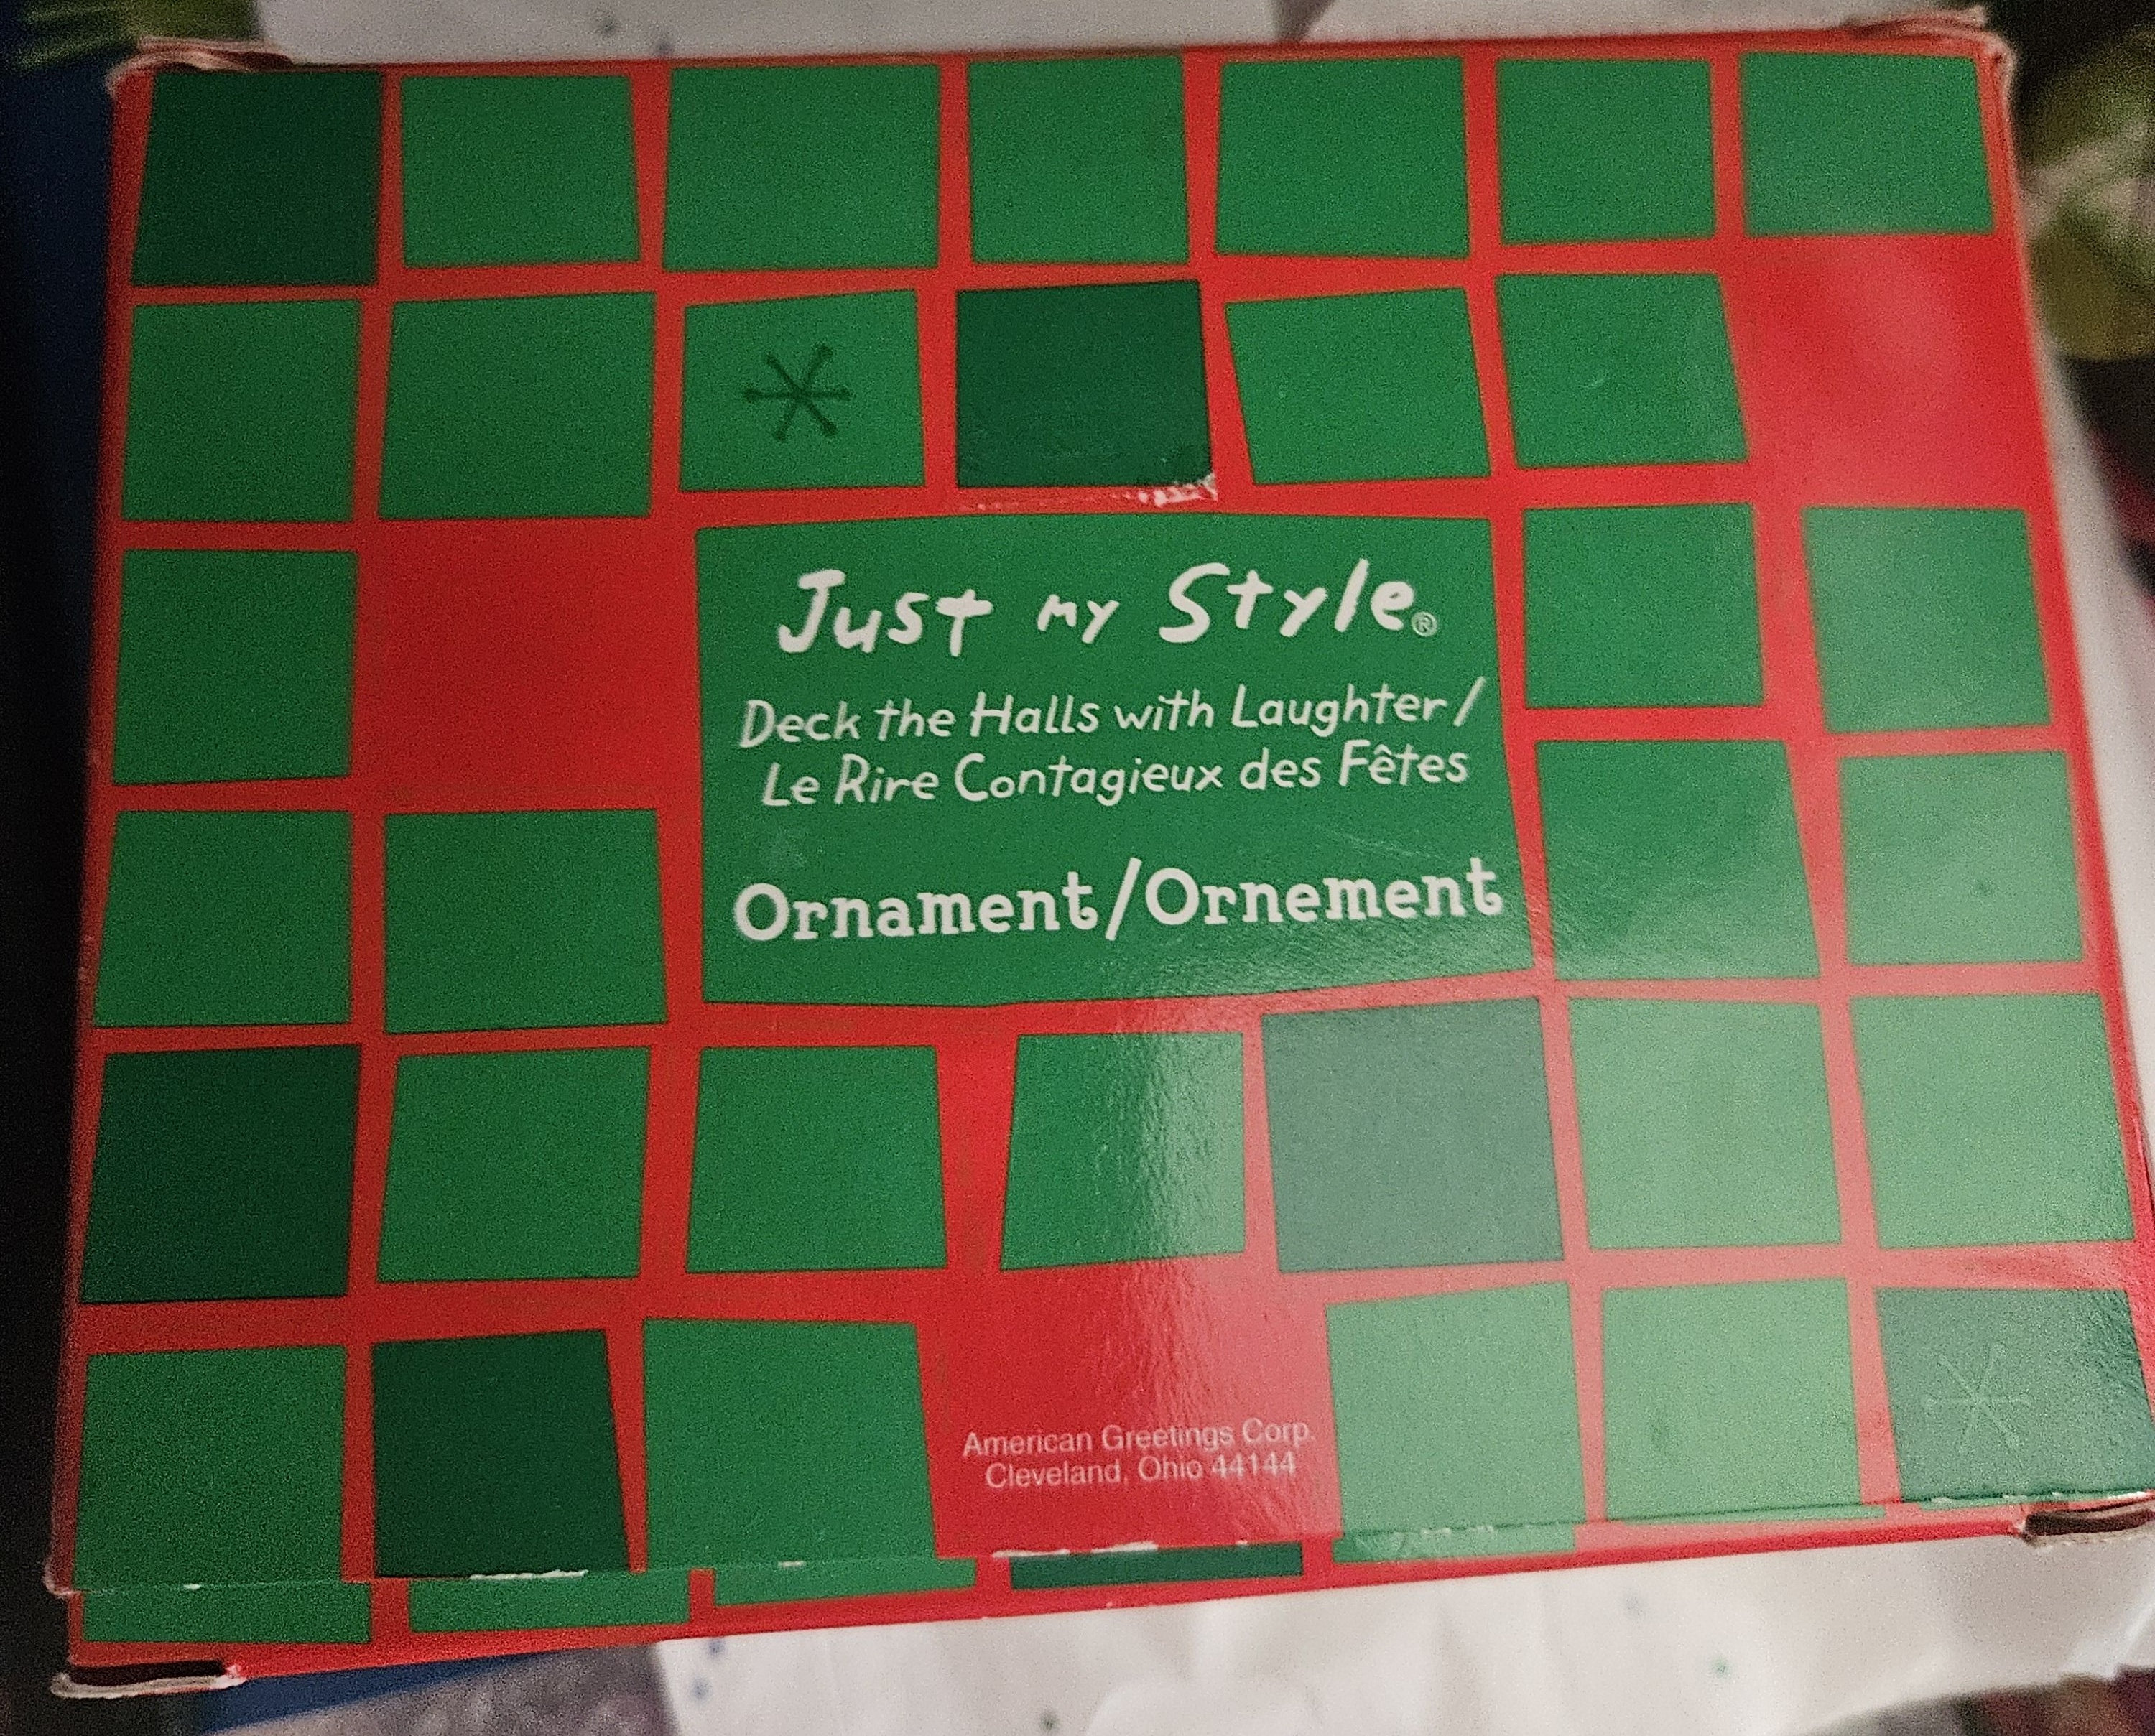 Just my Style®
Deck the Halls with Laughter/
Le Rire Contagieux des Fêtes
Ornament/Ornement
American Greetings Corp.
Cleveland, Ohio 44144